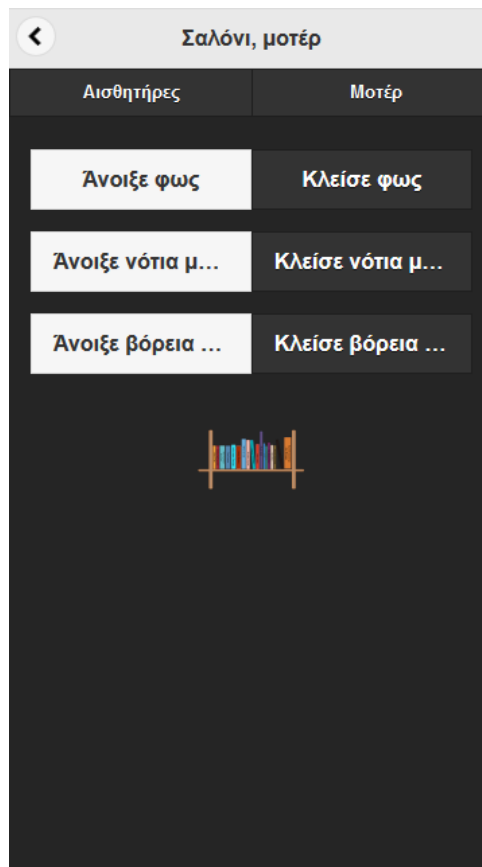 Σαλόνι, μοτέρ
Αισθητήρες Μοτέρ
Άνοιξε φως Κλείσε φως
Άνοιξε νότια μ... Κλείσε νότια μ...
Άνοιξε βόρεια ... Κλείσε βόρεια ...